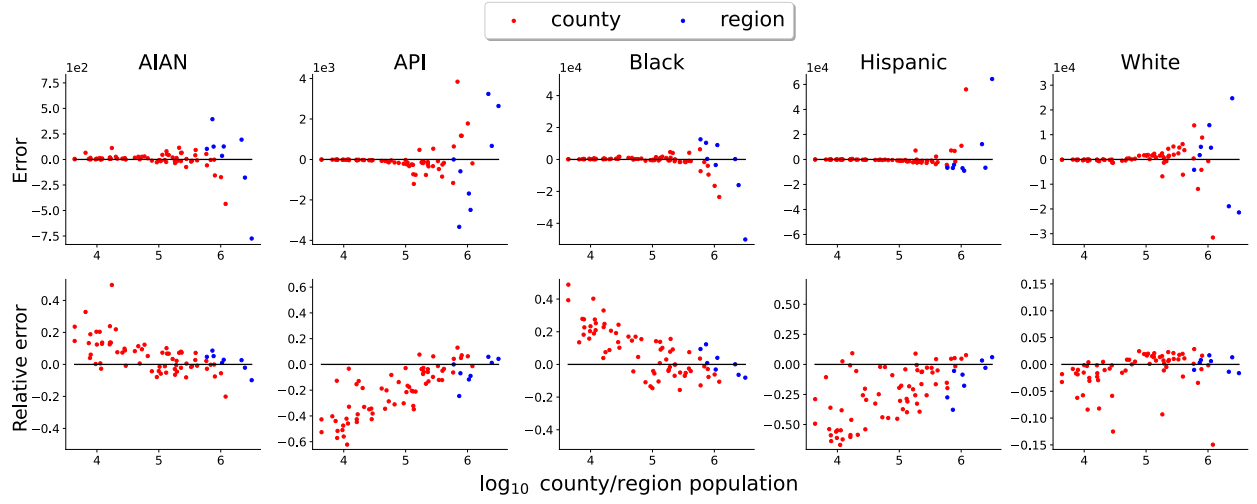 county region
AIAN API Black Hispanic White
1e2 1e3 1e4 1e4 1e4
Error
7.5 5.0 2.5 0.0 −2.5 −5.0 −7.5
4 2 0 −2 −4
4 2 0 −2 −4
6 4 2 0 −2 −4 −6
3 2 1 0 −1 −2 −3
4 5 6 4 5 6 4 5 6 4 5 6 4 5 6
Relative error
0.4 0.2 0.0 −0.2 −0.4
0.6 0.4 0.2 0.0 −0.2 −0.4 −0.6
0.4 0.2 0.0 −0.2 −0.4
0.50 0.25 0.00 −0.25 −0.50
0.15 0.10 0.05 0.00 −0.05 −0.10 −0.15
4 5 6 4 5 6 4 5 6 4 5 6 4 5 6
log₁₀ county/region population